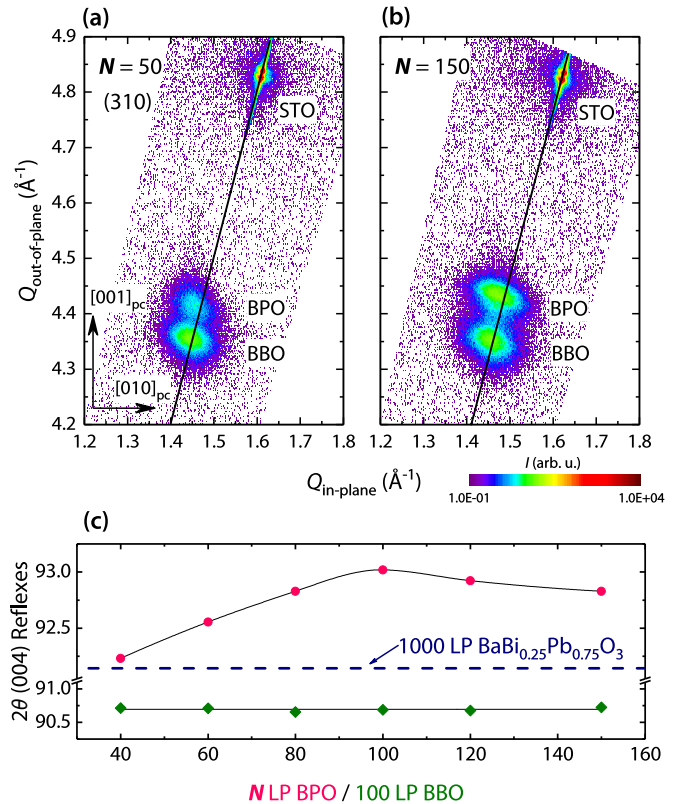 (a)
(b)
N = 50
(310)
STO
BPO
BBO
[001]pc
[010]pc
4.9
4.8
4.7
4.6
4.5
4.4
4.3
4.2
1.2 1.3 1.4 1.5 1.6 1.7 1.8
Qout-of-plane (Å-1)
N = 150
STO
BPO
BBO
1.2 1.3 1.4 1.5 1.6 1.7 1.8
Qin-plane (Å-1)
I (arb. u.)
1.0E-01 1.0E+04
(c)
2θ (004) Reflexes
93.0
92.5
91.0
90.5
1000 LP BaBi0.25Pb0.75O3
40 60 80 100 120 140 160
N LP BPO / 100 LP BBO